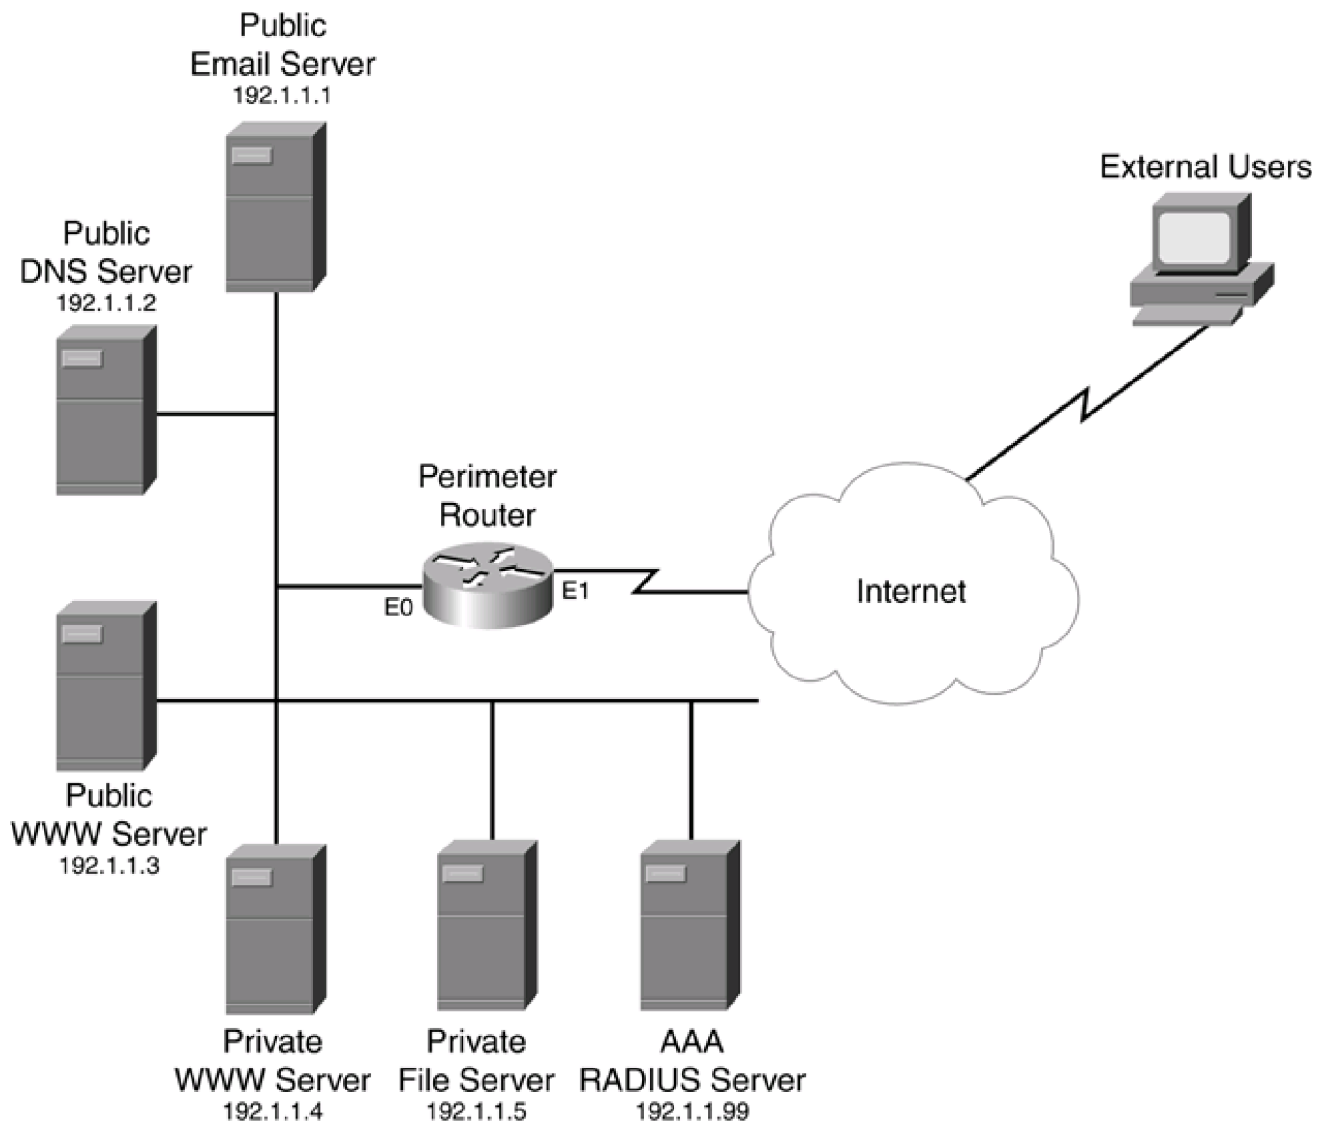 Public
Email Server
192.1.1.1
External Users
Public
DNS Server
192.1.1.2
Perimeter
Router
E0
E1
Internet
Public
WWW Server
192.1.1.3
Private
WWW Server
192.1.1.4
Private
File Server
192.1.1.5
AAA
RADIUS Server
192.1.1.99